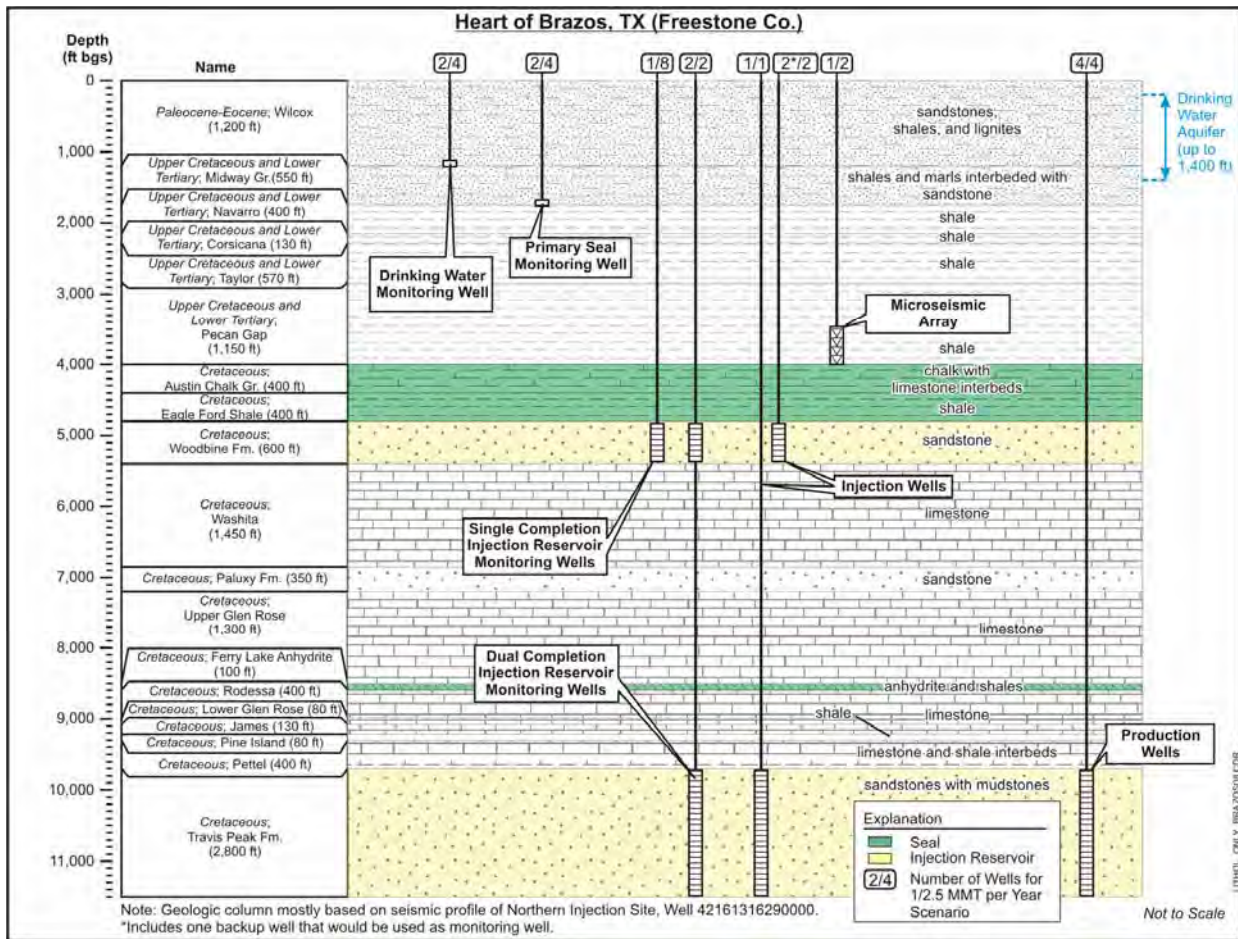 Heart of Brazos, TX (Freestone Co.)
Depth
(ft bgs)
Name
2/4
2/4
1/8
2/2
1/1
2*/2
1/2
4/4
0
1,000
2,000
3,000
4,000
5,000
6,000
7,000
8,000
9,000
10,000
11,000
Paleocene-Eocene; Wilcox
(1,200 ft)
Upper Cretaceous and Lower
Tertiary; Midway Gr.(550 ft)
Upper Cretaceous and Lower
Tertiary; Navarro (400 ft)
Upper Cretaceous and Lower
Tertiary; Corsicana (130 ft)
Upper Cretaceous and Lower
Tertiary; Taylor (570 ft)
Upper Cretaceous and
Lower Tertiary;
Pecan Gap
(1,150 ft)
Cretaceous;
Austin Chalk Gr. (400 ft)
Cretaceous;
Eagle Ford Shale (400 ft)
Cretaceous;
Woodbine Fm. (600 ft)
Cretaceous;
Washita
(1,450 ft)
Cretaceous; Paluxy Fm. (350 ft)
Cretaceous;
Upper Glen Rose
(1,300 ft)
Cretaceous; Ferry Lake Anhydrite
(100 ft)
Cretaceous; Rodessa (400 ft)
Cretaceous; Lower Glen Rose (80 ft)
Cretaceous; James (130 ft)
Cretaceous; Pine Island (80 ft)
Cretaceous; Pettel (400 ft)
Cretaceous;
Travis Peak Fm.
(2,800 ft)
sandstones,
shales, and lignites
shales and marls interbeded with
sandstone
shale
shale
shale
shale
chalk with
limestone interbeds
shale
sandstone
limestone
sandstone
limestone
anhydrite and shales
shale
limestone
limestone and shale interbeds
sandstones with mudstones
Drinking
Water
Aquifer
(up to
1,400 ft)
Drinking Water
Monitoring Well
Primary Seal
Monitoring Well
Microseismic
Array
Injection Wells
Single Completion
Injection Reservoir
Monitoring Wells
Dual Completion
Injection Reservoir
Monitoring Wells
Production
Wells
Explanation
Seal
Injection Reservoir
2/4
Number of Wells for
1/2.5 MMT per Year
Scenario
Not to Scale
Note: Geologic column mostly based on seismic profile of Northern Injection Site, Well 42161316290000.
*Includes one backup well that would be used as monitoring well.